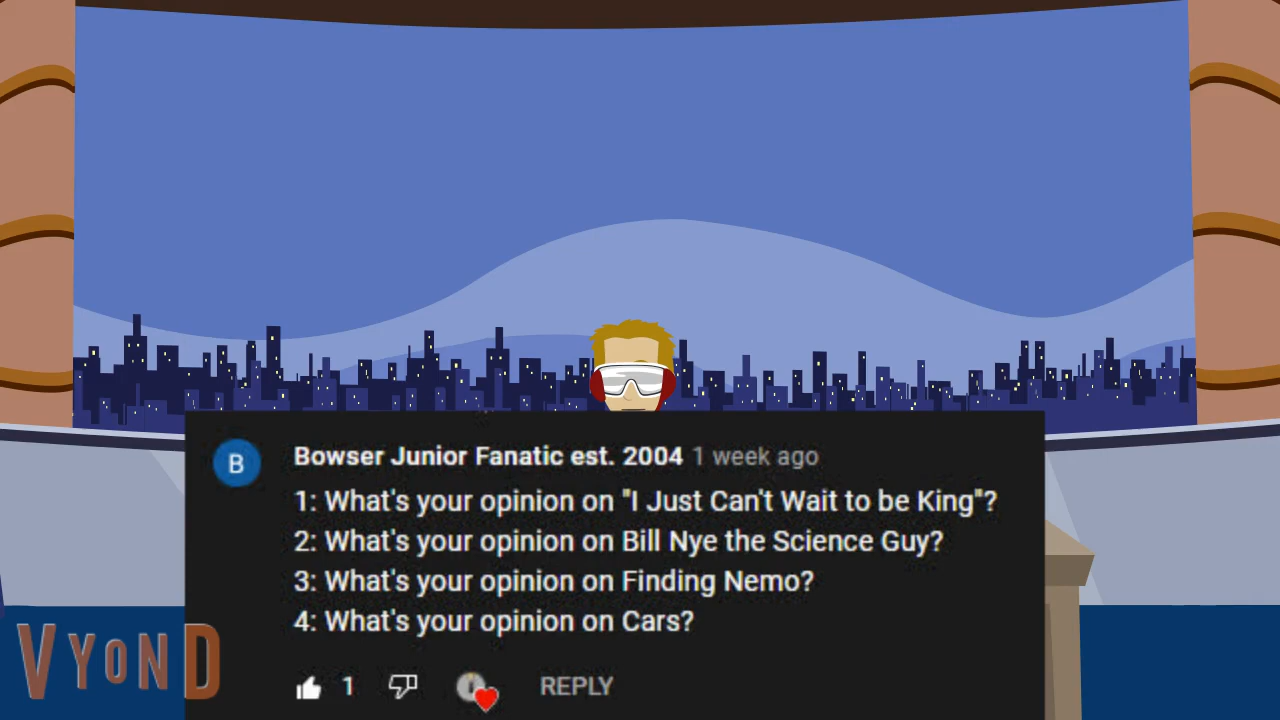 B
Bowser Junior Fanatic est. 2004 1 week ago
1: What's your opinion on "I Just Can't Wait to be King"?
2: What's your opinion on Bill Nye the Science Guy?
3: What's your opinion on Finding Nemo?
4: What's your opinion on Cars?
1 REPLY
VYOND